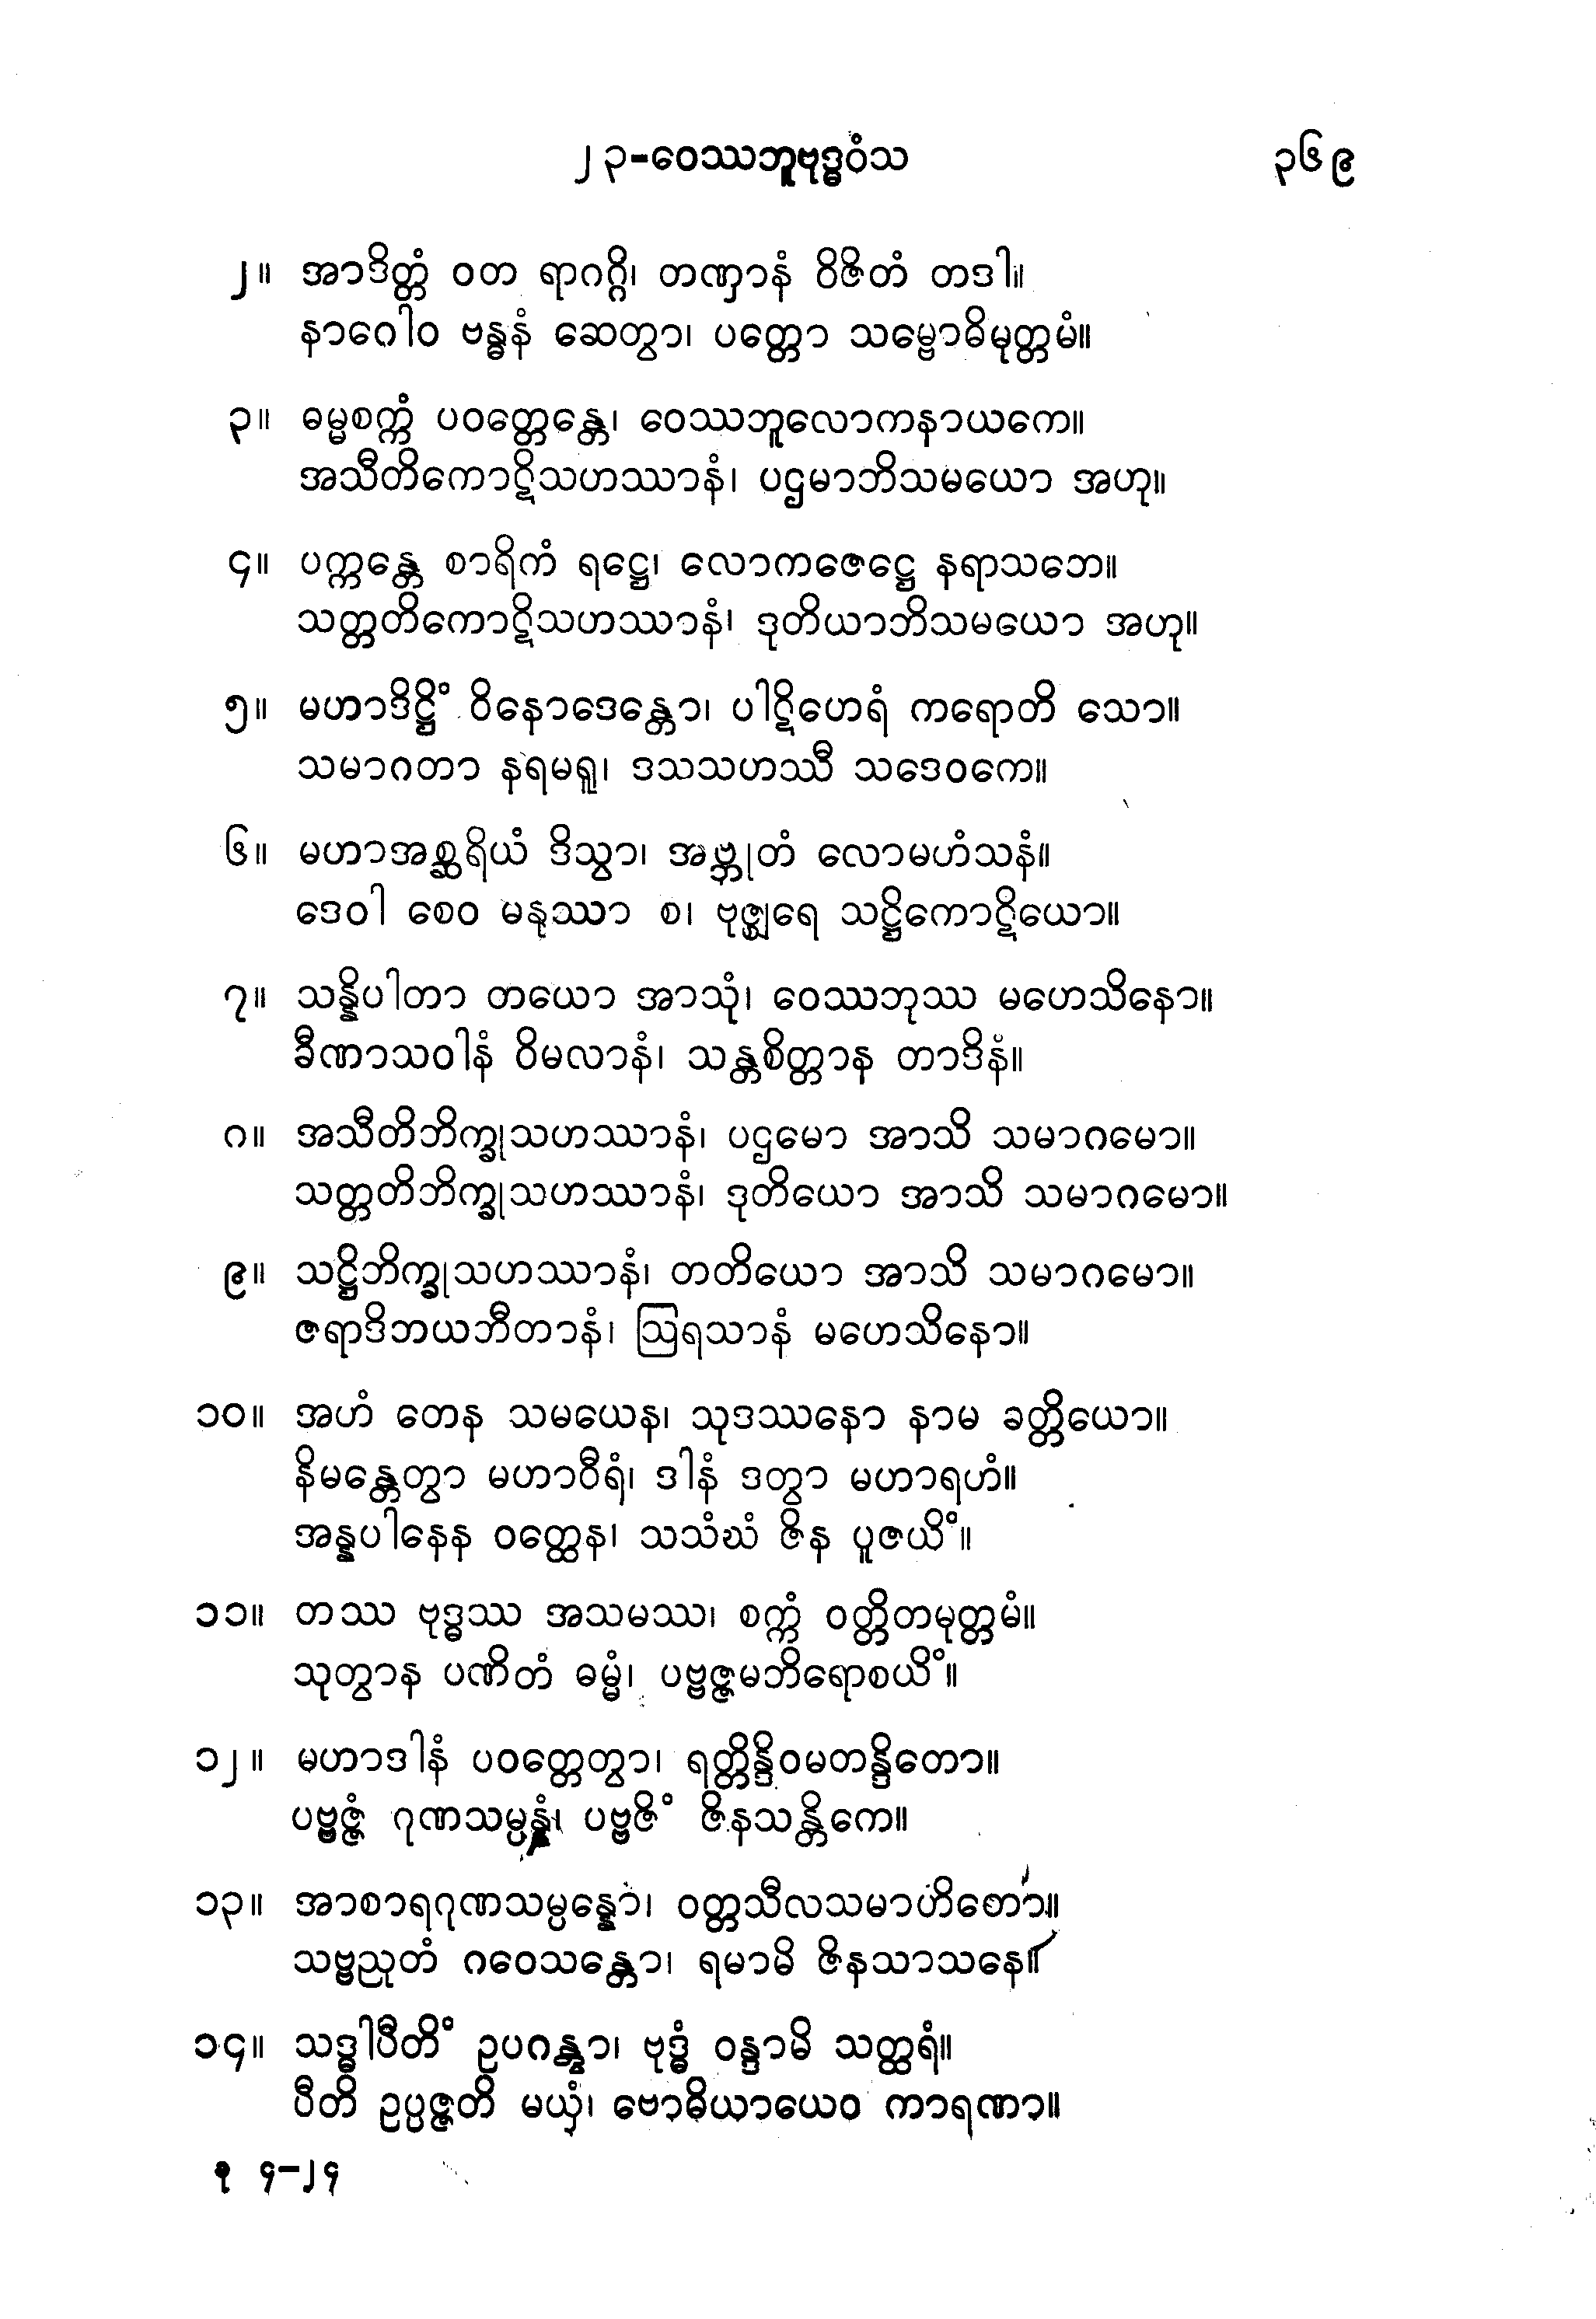 ၂၃-ဝေဿဘူဗုဒ္ဓဝံသ ၃၆၉
၂။ အာဒိတ္တံ ဝတ ရာဂဂ္ဂိ၊ တဏှာနံ ဝိဇိတံ တဒါ။
နာဂေါဝ ဗန္ဓနံ ဆေတွာ၊ ပတ္တော သမ္ဗောဓိမုတ္တမံ။
၃။ ဓမ္မစက္ကံ ပဝတ္တေန္တေ၊ ဝေဿဘူလောကနာယကေ။
အသီတိကောဋိသဟဿာနံ၊ ပဌမာဘိသမယော အဟု။
၄။ ပက္ကန္တေ စာရိကံ ရဋ္ဌေ၊ လောကဇေဋ္ဌေ နရာသဘေ။
သတ္တတိကောဋိသဟဿာနံ၊ ဒုတိယာဘိသမယော အဟု။
၅။ မဟာဒိဋ္ဌိံ ဝိနောဒေန္တော၊ ပါဋိဟေရံ ကရောတိ သော။
သမာဂတာ နရမရူ၊ ဒသသဟဿီ သဒေဝကေ။
၆။ မဟာအစ္ဆရိယံ ဒိသွာ၊ အဗ္ဘုတံ လောမဟံသနံ။
ဒေဝါ စေဝ မနုဿာ စ၊ ဗုဇ္ဈရေ သဋ္ဌိကောဋိယော။
၇။ သန္နိပါတာ တယော အာသုံ၊ ဝေဿဘုဿ မဟေသိနော။
ခီဏာသဝါနံ ဝိမလာနံ၊ သန္တစိတ္တာန တာဒိနံ။
၈။ အသီတိဘိက္ခုသဟဿာနံ၊ ပဌမော အာသိ သမာဂမော။
သတ္တတိဘိက္ခုသဟဿာနံ၊ ဒုတိယော အာသိ သမာဂမော။
၉။ သဋ္ဌိဘိက္ခုသဟဿာနံ၊ တတိယော အာသိ သမာဂမော။
ဇရာဒိဘယဘီတာနံ၊ ဩရသာနံ မဟေသိနော။
၁၀။ အဟံ တေန သမယေန၊ သုဒဿနော နာမ ခတ္တိယော။
နိမန္တေတွာ မဟာဝီရံ၊ ဒါနံ ဒတွာ မဟာရဟံ။
အန္နပါနေန ဝတ္ထေန၊ သသံဃံ ဇိန ပူဇယိံ။
၁၁။ တဿ ဗုဒ္ဓဿ အသမဿ၊ စက္ကံ ဝတ္တိတမုတ္တမံ။
သုတွာန ပဏိတံ ဓမ္မံ၊ ပဗ္ဗဇ္ဇမဘိရောစယိံ။
၁၂။ မဟာဒါနံ ပဝတ္တေတွာ၊ ရတ္တိန္ဒိဝမတန္ဒိတော။
ပဗ္ဗဇ္ဇံ ဂုဏသမ္ပန္နံ၊ ပဗ္ဗဇိံ ဇိနသန္တိကေ။
၁၃။ အာစာရဂုဏသမ္ပန္နော၊ ဝတ္တသီလသမာဟိတော။
သဗ္ဗညုတံ ဂဝေသန္တော၊ ရမာမိ ဇိနသာသနေ။
၁၄။ သဒ္ဓါပီတိံ ဥပဂန္တွာ၊ ဗုဒ္ဓံ ဝန္ဒာမိ သတ္ထရံ။
ပီတိ ဥပ္ပဇ္ဇတိ မယှံ၊ ဗောဓိယာယေဝ ကာရဏာ။
ခု ၄-၂၄